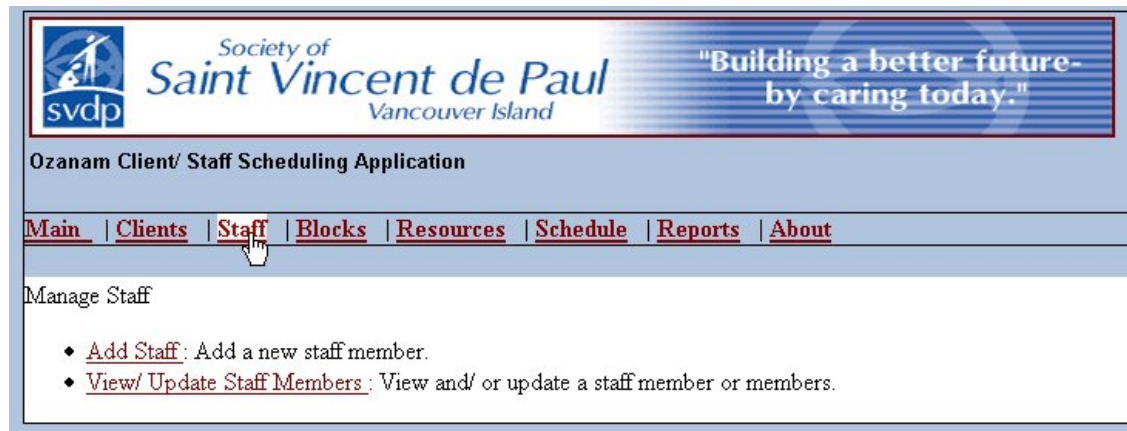 Society of
Saint Vincent de Paul
Vancouver Island
svdp
"Building a better future-
by caring today."
Ozanam Client/ Staff Scheduling Application
Main | Clients | Staff | Blocks | Resources | Schedule | Reports | About
Manage Staff
• Add Staff : Add a new staff member.
• View/ Update Staff Members : View and/ or update a staff member or members.